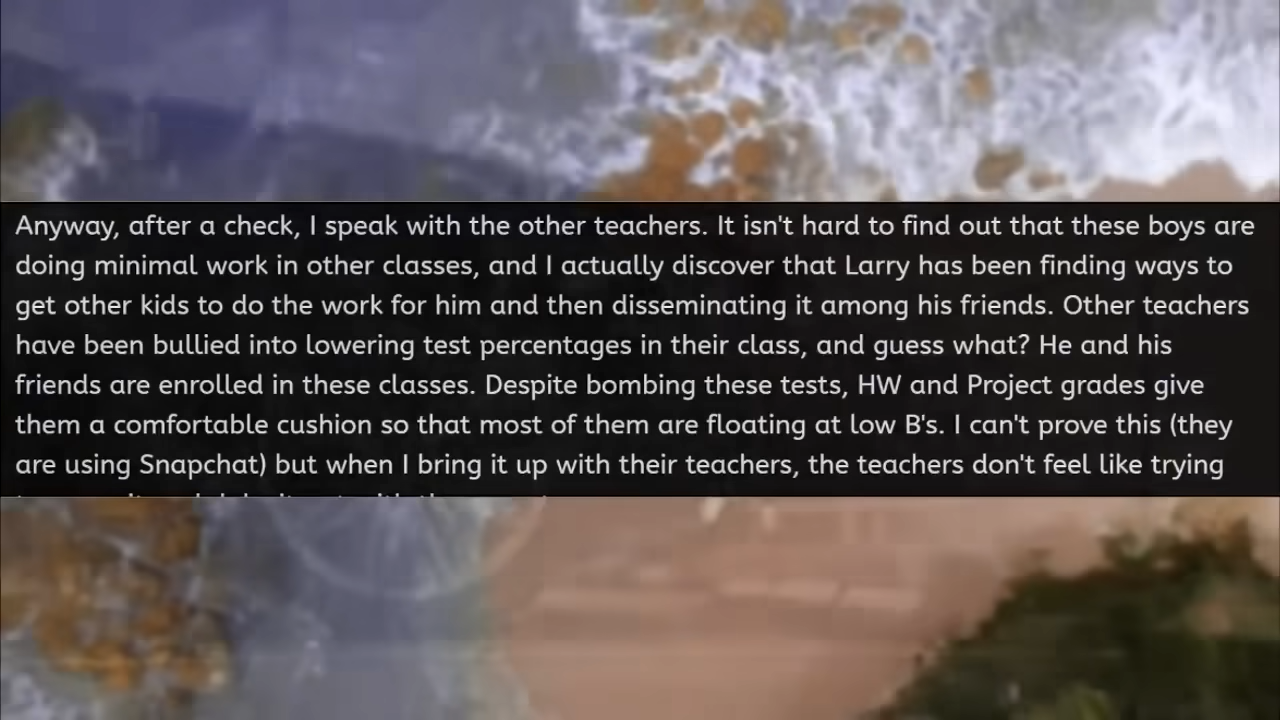 Anyway, after a check, I speak with the other teachers. It isn't hard to find out that these boys are
doing minimal work in other classes, and I actually discover that Larry has been finding ways to
get other kids to do the work for him and then disseminating it among his friends. Other teachers
have been bullied into lowering test percentages in their class, and guess what? He and his
friends are enrolled in these classes. Despite bombing these tests, HW and Project grades give
them a comfortable cushion so that most of them are floating at low B's. I can't prove this (they
are using Snapchat) but when I bring it up with their teachers, the teachers don't feel like trying